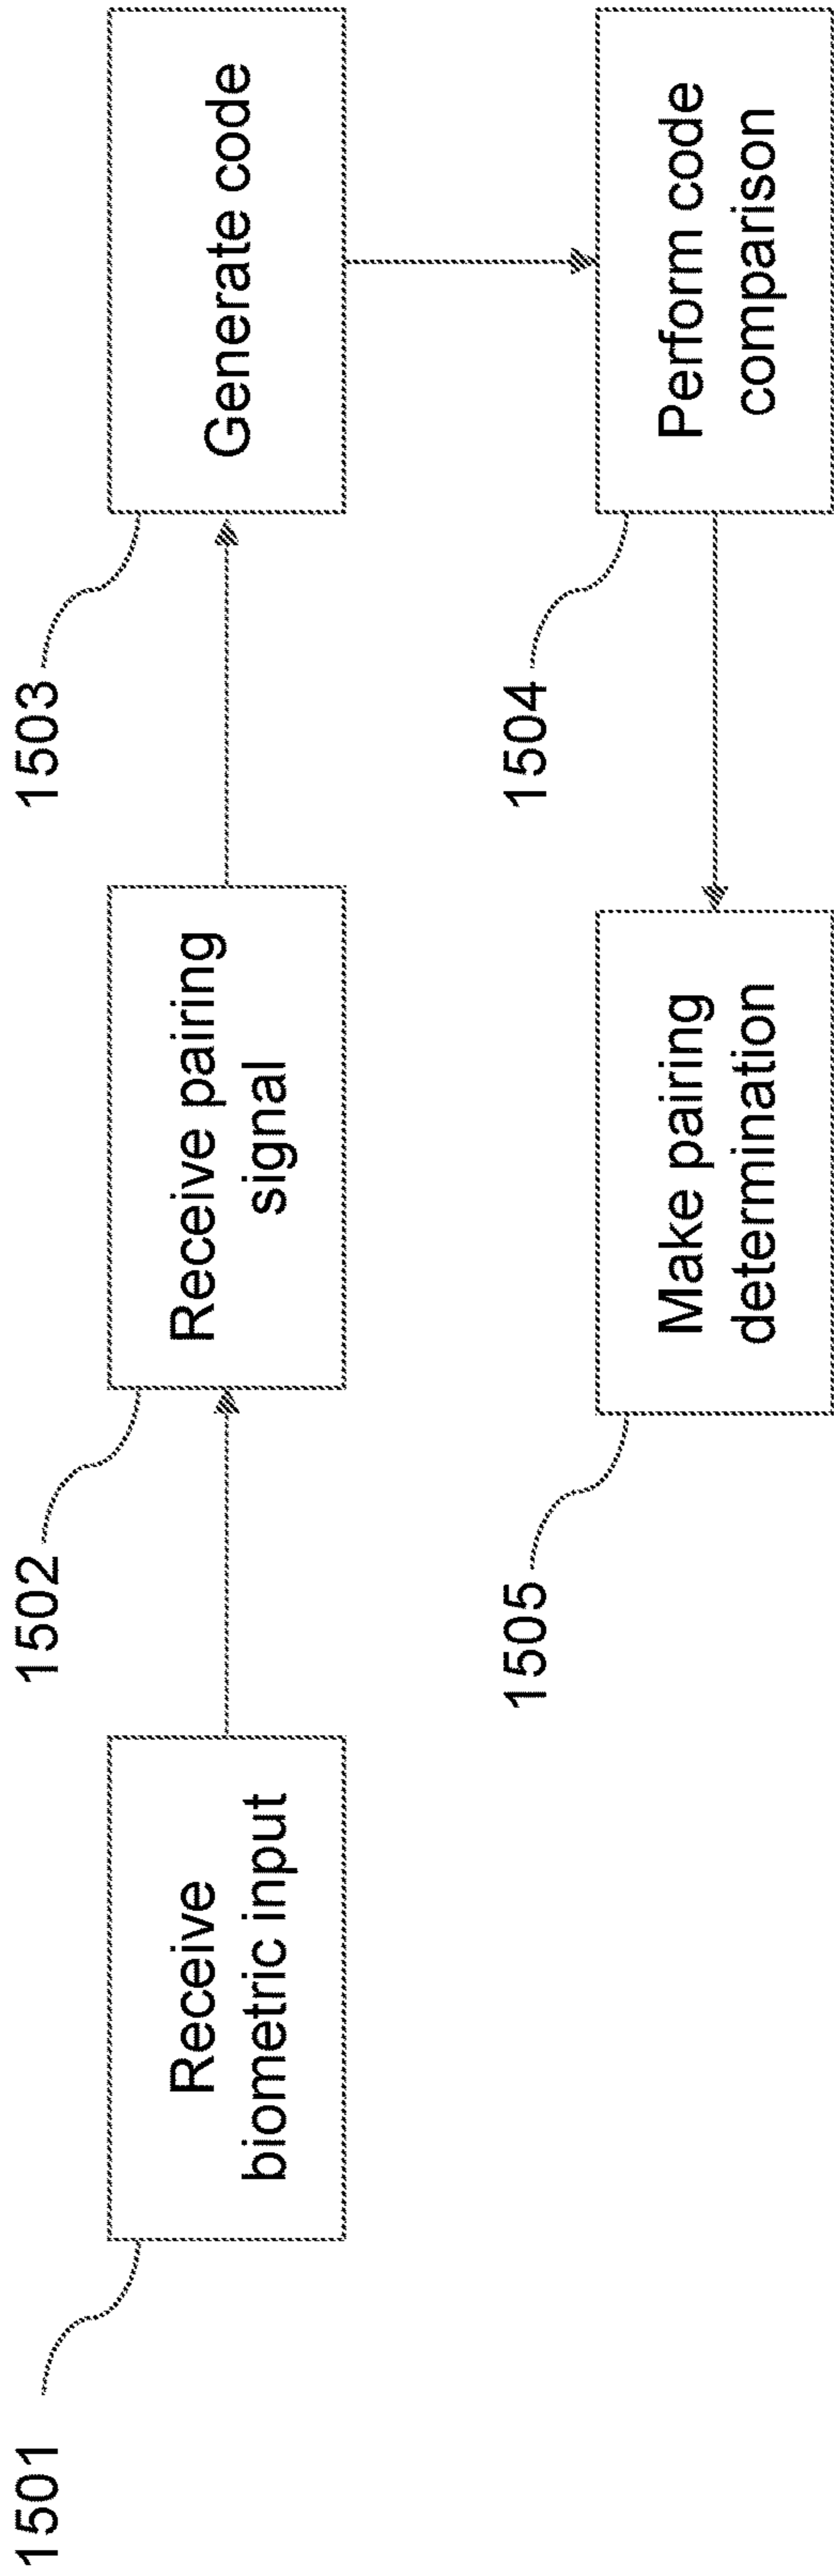 1501
Receive
biometric input
1502
Receive pairing
signal
1503
Generate code
1504
Perform code
comparison
1505
Make pairing
determination